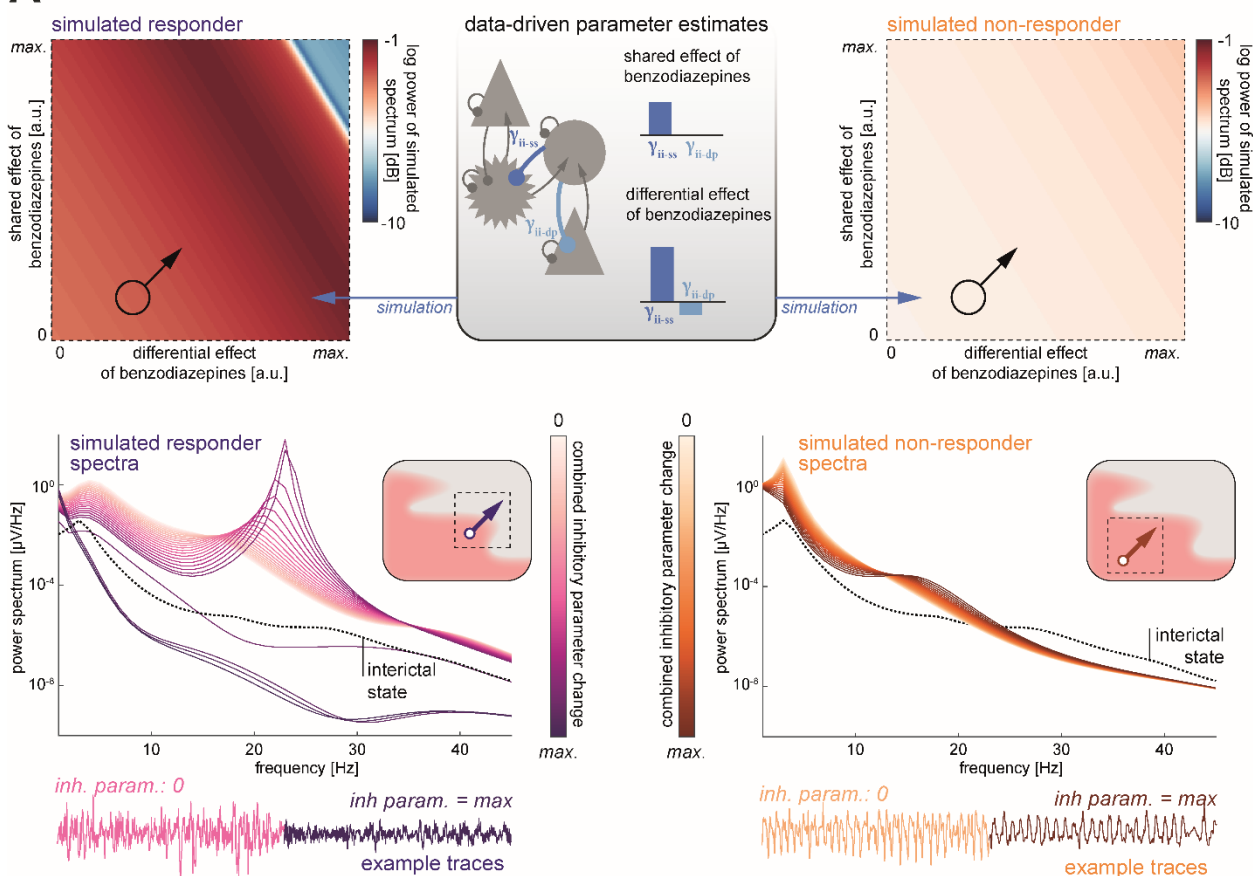 A
simulated responder
max.
shared effect of
benzodiazepines [a.u.]
0
0
differential effect
of benzodiazepines [a.u.]
max.
-1
-10
log power of simulated
spectrum [dB]
data-driven parameter estimates
shared effect of
benzodiazepines
γii-ss
γii-ss γii-dp
differential effect
of benzodiazepines
γii-dp
γii-dp
γii-ss
simulation
simulation
simulated non-responder
max.
shared effect of
benzodiazepines [a.u.]
0
0
differential effect
of benzodiazepines [a.u.]
max.
-1
-10
log power of simulated
spectrum [dB]
simulated responder
spectra
power spectrum [µV/Hz]
10⁰
10⁻⁴
10⁻⁸
10
20
30
40
frequency [Hz]
interictal
state
0
combined inhibitory parameter change
max.
0
combined inhibitory parameter change
max.
simulated non-responder
spectra
power spectrum [µV/Hz]
10⁰
10⁻⁴
10⁻⁸
10
20
30
40
frequency [Hz]
interictal
state
inh. param.: 0
inh param. = max
example traces
inh. param.: 0
inh param. = max
example traces